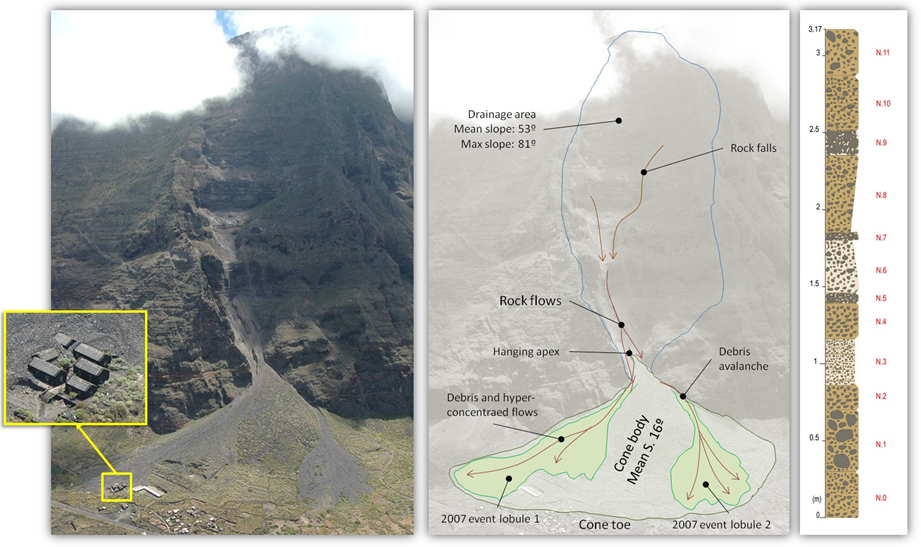 Drainage area
Mean slope: 53º
Max slope: 81º
Rock falls
Rock flows
Hanging apex
Debris
avalanche
Debris and hyper-
concentraed flows
Cone body
Mean S. 16º
2007 event lobule 1
Cone toe
2007 event lobule 2
3.17
3
2.5
2
1.5
1
0.5
(m)
0
N.11
N.10
N.9
N.8
N.7
N.6
N.5
N.4
N.3
N.2
N.1
N.0